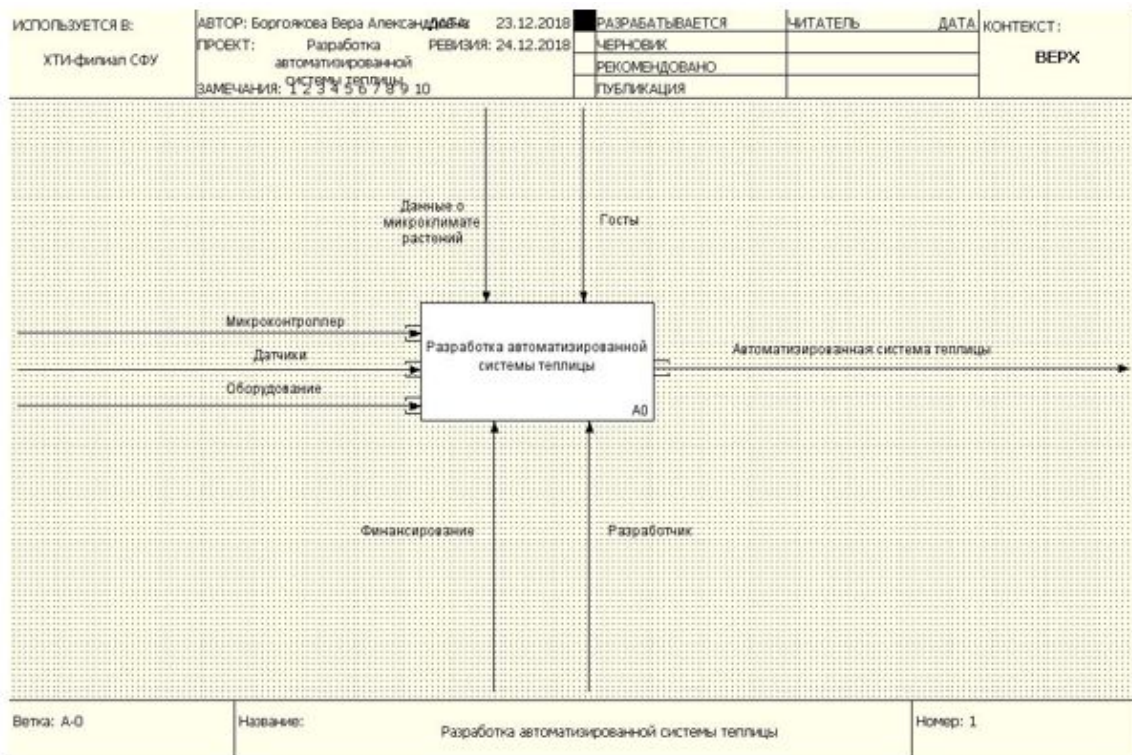 ИСПОЛЬЗУЕТСЯ В:
ХТИ-филиал СФУ
АВТОР: Боргоякова Вера Александровна
ДАТА: 23.12.2018
ПРОЕКТ: Разработка
автоматизированной
системы теплицы
РЕВИЗИЯ: 24.12.2018
ЗАМЕЧАНИЯ: 1 2 3 4 5 6 7 8 9 10
РАЗРАБАТЫВАЕТСЯ
ЧЕРНОВИК
РЕКОМЕНДОВАНО
ПУБЛИКАЦИЯ
ЧИТАТЕЛЬ ДАТА
КОНТЕКСТ:
ВЕРХ
Данные о
микроклимате
растений
Госты
Микроконтроллер
Датчики
Оборудование
Разработка автоматизированной
системы теплицы
A0
Автоматизированная система теплицы
Финансирование
Разработчик
Ветка: A-0
Название:
Разработка автоматизированной системы теплицы
Номер: 1